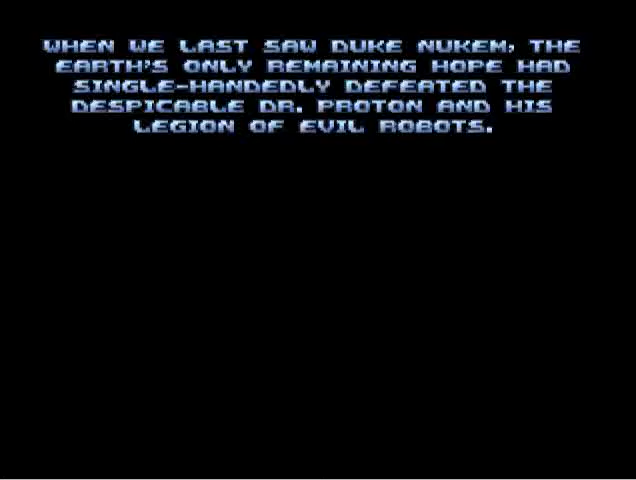 WHEN WE LAST SAW DUKE NUKEM, THE
EARTH'S ONLY REMAINING HOPE HAD
SINGLE-HANDEDLY DEFEATED THE
DESPICABLE DR. PROTON AND HIS
LEGION OF EVIL ROBOTS.